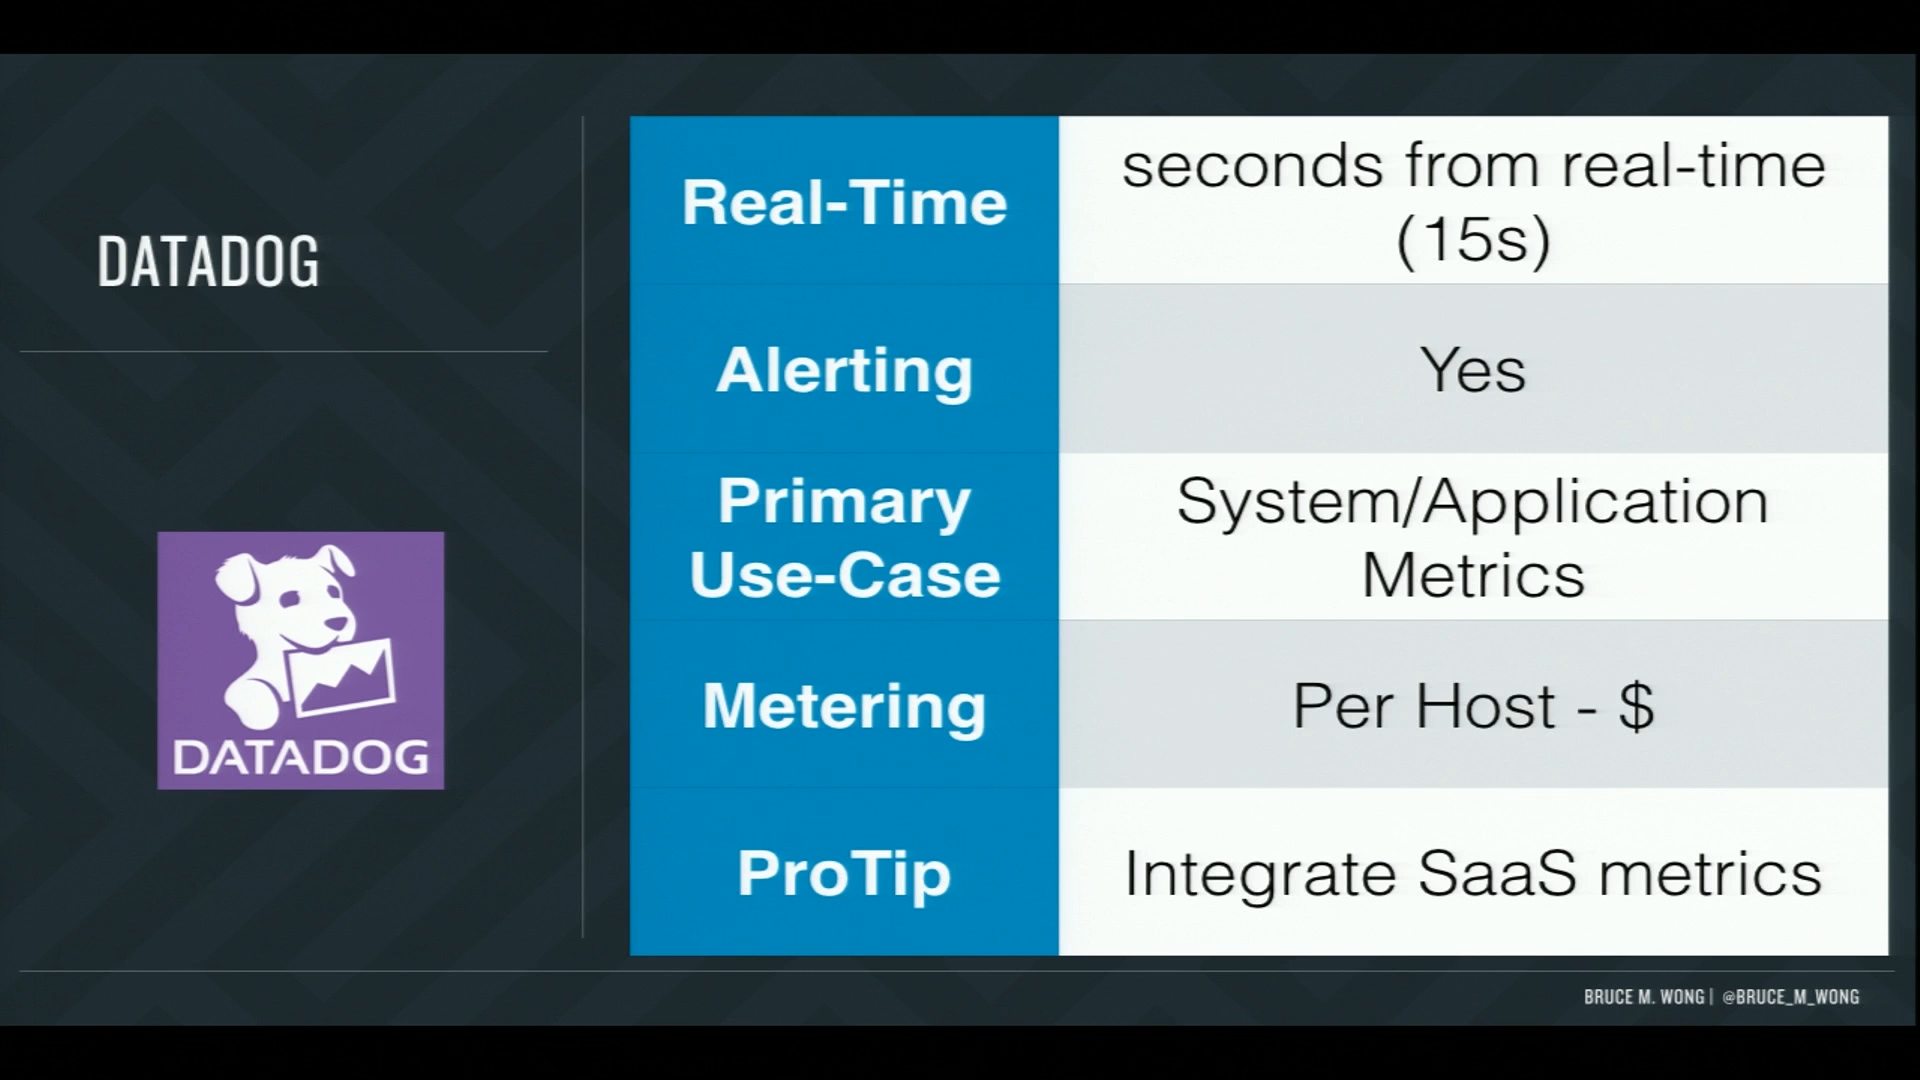 DATADOG
DATADOG
Real-Time
seconds from real-time
(15s)
Alerting
Yes
Primary
Use-Case
System/Application
Metrics
Metering
Per Host - $
ProTip
Integrate SaaS metrics
BRUCE M. WONG | @BRUCE_M_WONG